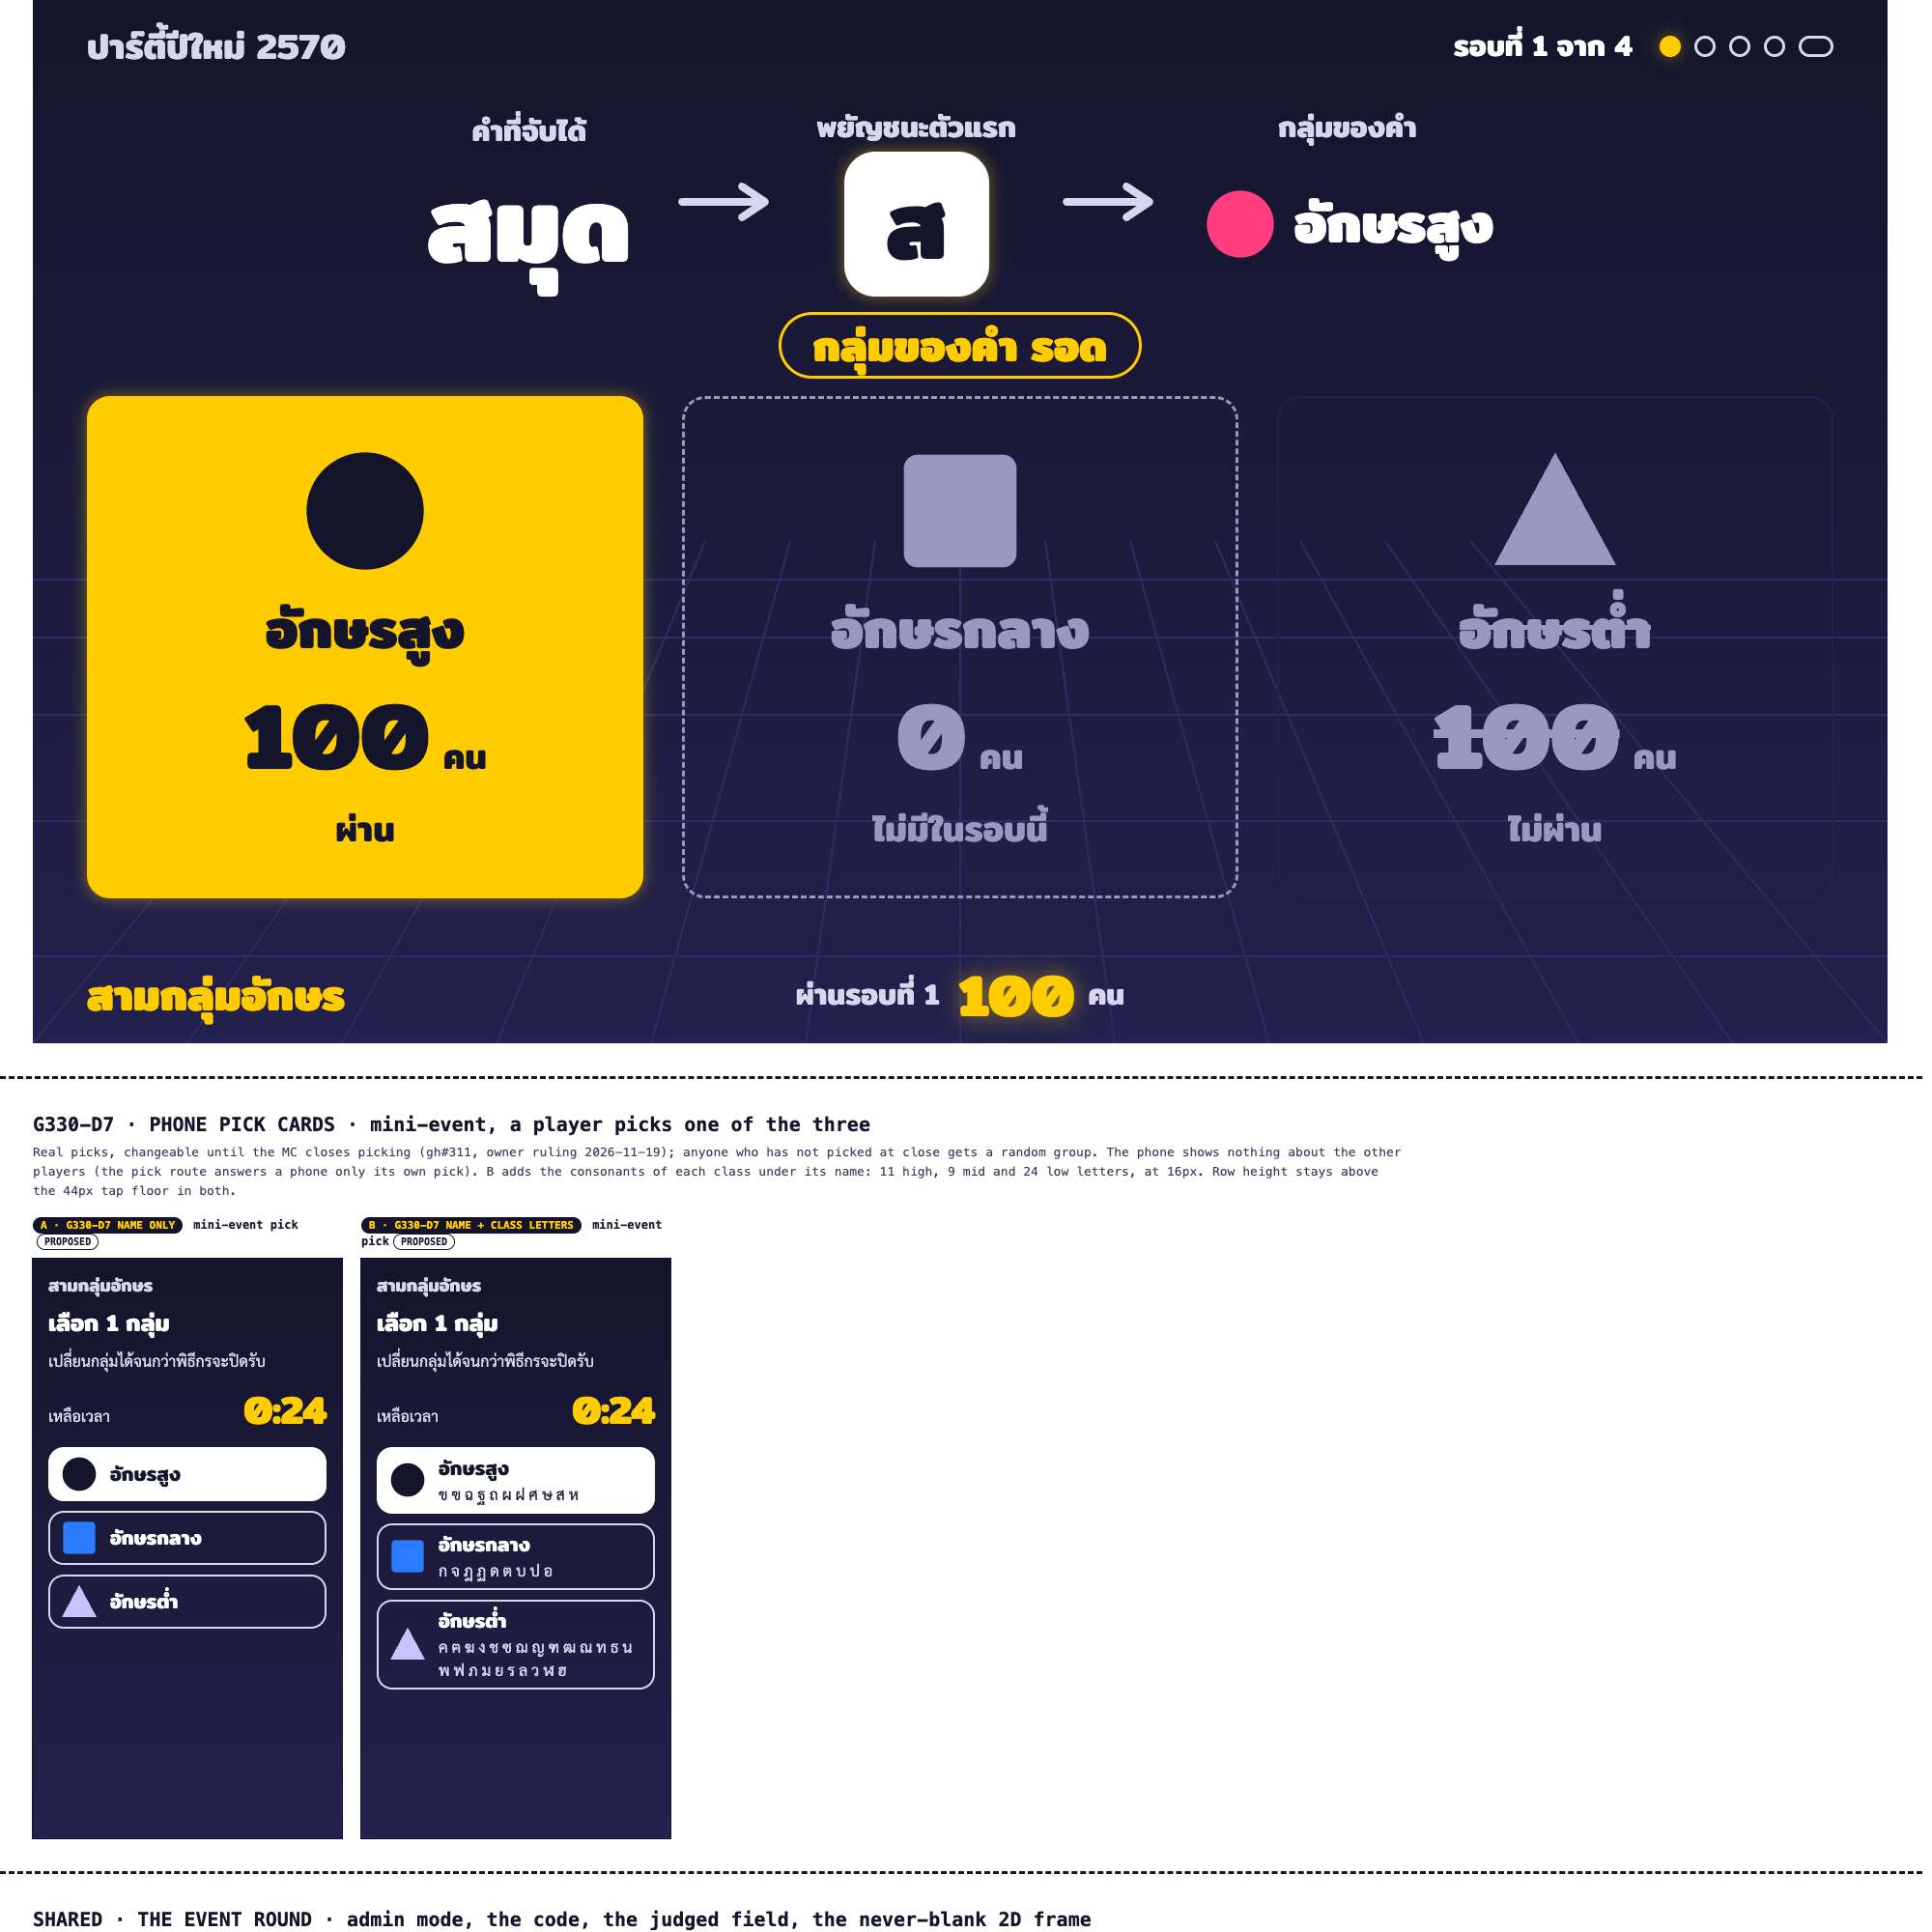 ปาร์ตี้ปีใหม่ 2570
รอบที่ 1 จาก 4
คำที่จับได้
พยัญชนะตัวแรก
กลุ่มของคำ
สมุด
ส
อักษรสูง
กลุ่มของคำ รอด
อักษรสูง
100 คน
ผ่าน
อักษรกลาง
0 คน
ไม่มีในรอบนี้
อักษรต่ำ
100 คน
ไม่ผ่าน
สามกลุ่มอักษร
ผ่านรอบที่ 1 100 คน
G330-D7 · PHONE PICK CARDS · mini-event, a player picks one of the three
Real picks, changeable until the MC closes picking (gh#311, owner ruling 2026-11-19); anyone who has not picked at close gets a random group. The phone shows nothing about the other
players (the pick route answers a phone only its own pick). B adds the consonants of each class under its name: 11 high, 9 mid and 24 low letters, at 16px. Row height stays above
the 44px tap floor in both.
A · G330-D7 NAME ONLY mini-event pick
PROPOSED
สามกลุ่มอักษร
เลือก 1 กลุ่ม
เปลี่ยนกลุ่มได้จนกว่าพิธีกรจะปิดรับ
เหลือเวลา 0:24
อักษรสูง
อักษรกลาง
อักษรต่ำ
B · G330-D7 NAME + CLASS LETTERS mini-event
pick PROPOSED
สามกลุ่มอักษร
เลือก 1 กลุ่ม
เปลี่ยนกลุ่มได้จนกว่าพิธีกรจะปิดรับ
เหลือเวลา 0:24
อักษรสูง
ข ฃ ฉ ฐ ถ ผ ฝ ศ ษ ส ห
อักษรกลาง
ก จ ฎ ฏ ด ต บ ป อ
อักษรต่ำ
ค ฅ ฆ ง ช ซ ฌ ญ ฑ ฒ ณ ท ธ น
พ ฟ ภ ม ย ร ล ว ฬ ฮ
SHARED · THE EVENT ROUND · admin mode, the code, the judged field, the never-blank 2D frame